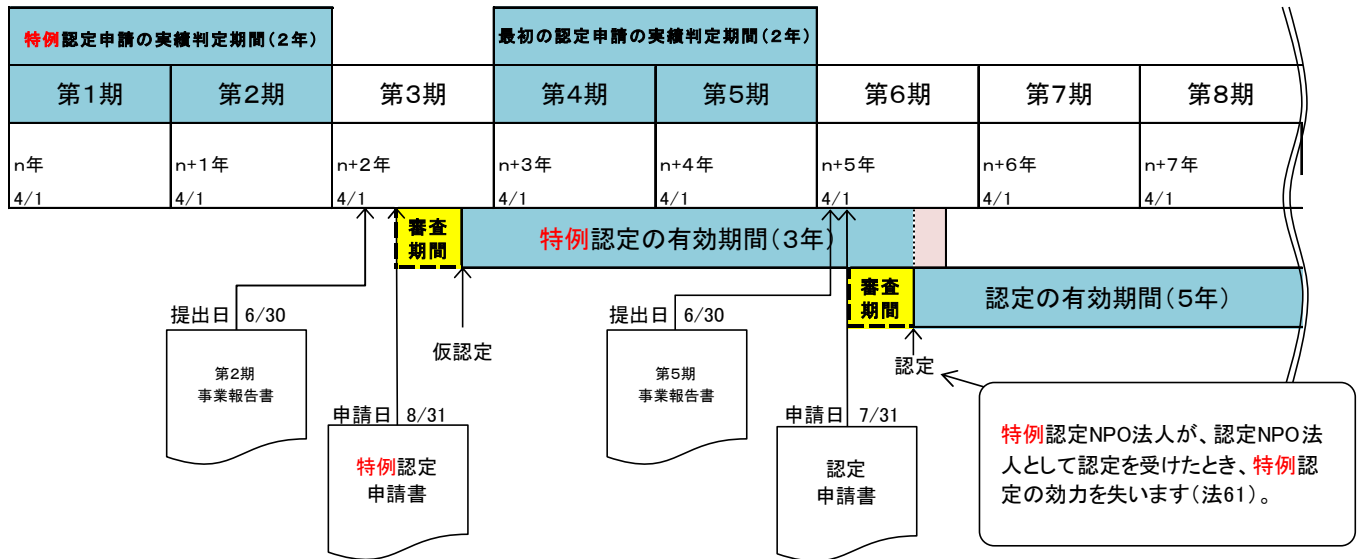 特例認定申請の実績判定期間(2年)
最初の認定申請の実績判定期間(2年)
第1期
第2期
第3期
第4期
第5期
第6期
第7期
第8期
n年
n+1年
n+2年
n+3年
n+4年
n+5年
n+6年
n+7年
4/1
4/1
4/1
4/1
4/1
4/1
4/1
4/1
審査
期間
特例認定の有効期間(3年)
審査
期間
認定の有効期間(5年)
提出日 6/30
仮認定
提出日 6/30
認定
第2期
事業報告書
第5期
事業報告書
申請日 8/31
申請日 7/31
特例認定
申請書
認定
申請書
特例認定NPO法人が、認定NPO法
人として認定を受けたとき、特例認
定の効力を失います(法61)。